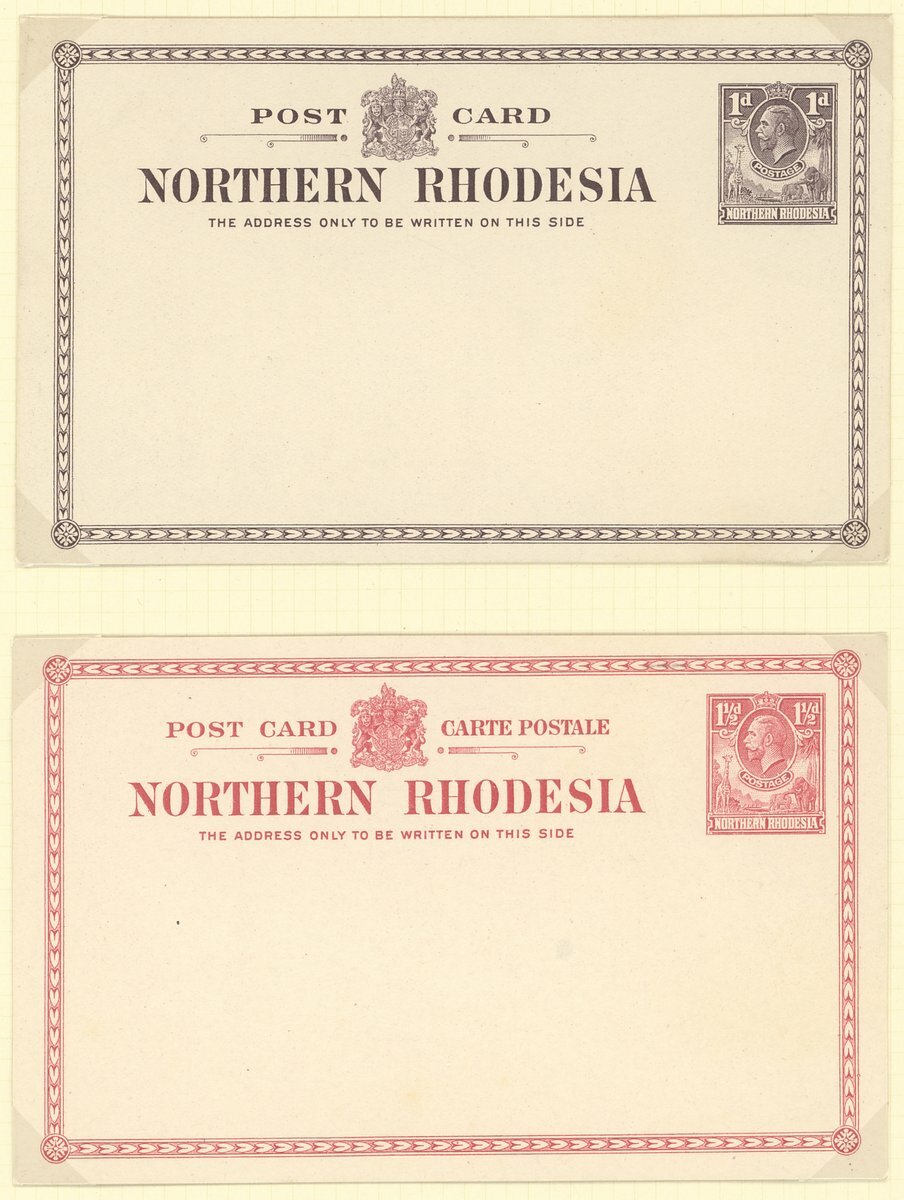 POST CARD
1d 1d
NORTHERN RHODESIA
POSTAGE
THE ADDRESS ONLY TO BE WRITTEN ON THIS SIDE
NORTHERN RHODESIA
POST CARD CARTE POSTALE
1½d 1½d
NORTHERN RHODESIA
POSTAGE
NORTHERN RHODESIA
THE ADDRESS ONLY TO BE WRITTEN ON THIS SIDE